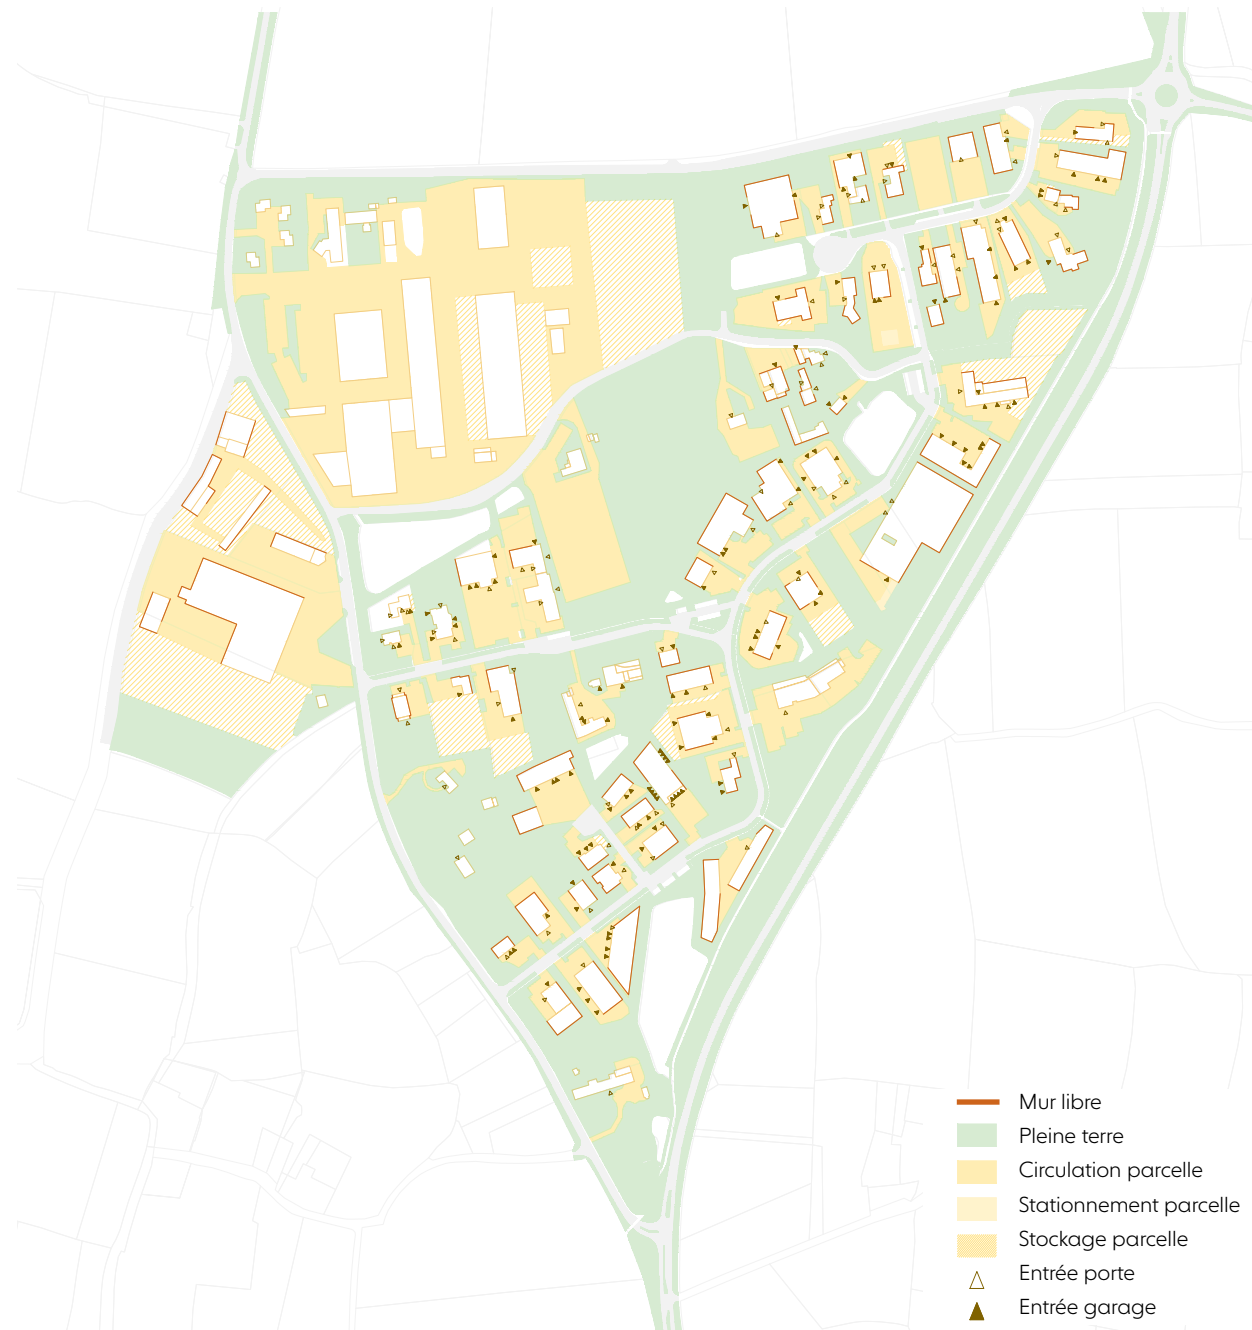 Mur libre
Pleine terre
Circulation parcelle
Stationnement parcelle
Stockage parcelle
Entrée porte
Entrée garage